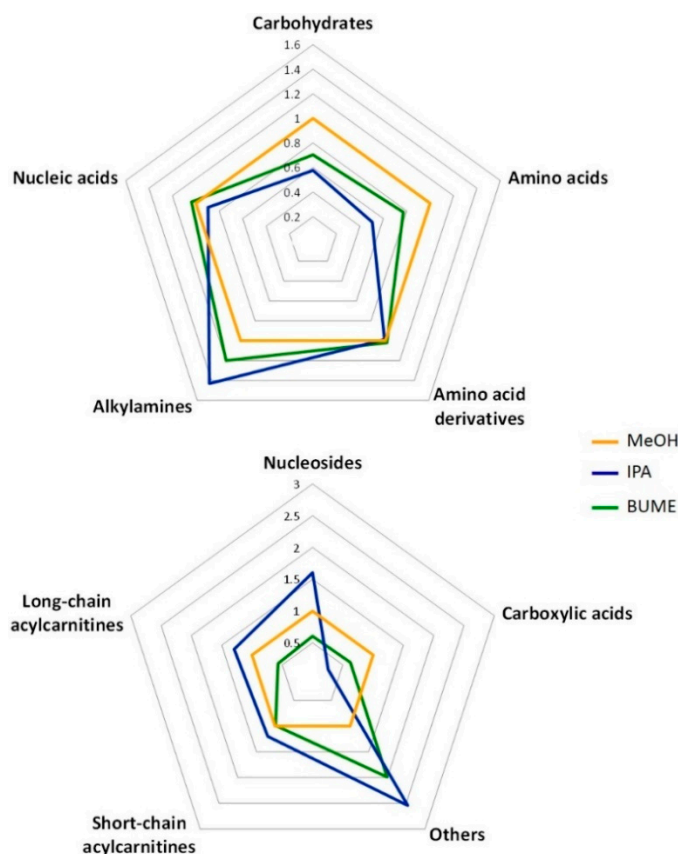 Carbohydrates
1.6
1.4
1.2
1
0.8
0.6
0.4
0.2
Nucleic acids
Amino acids
Alkylamines
Amino acid
derivatives
MeOH
IPA
BUME
Nucleosides
3
2.5
2
1.5
1
0.5
Long-chain
acylcarnitines
Carboxylic acids
Short-chain
acylcarnitines
Others